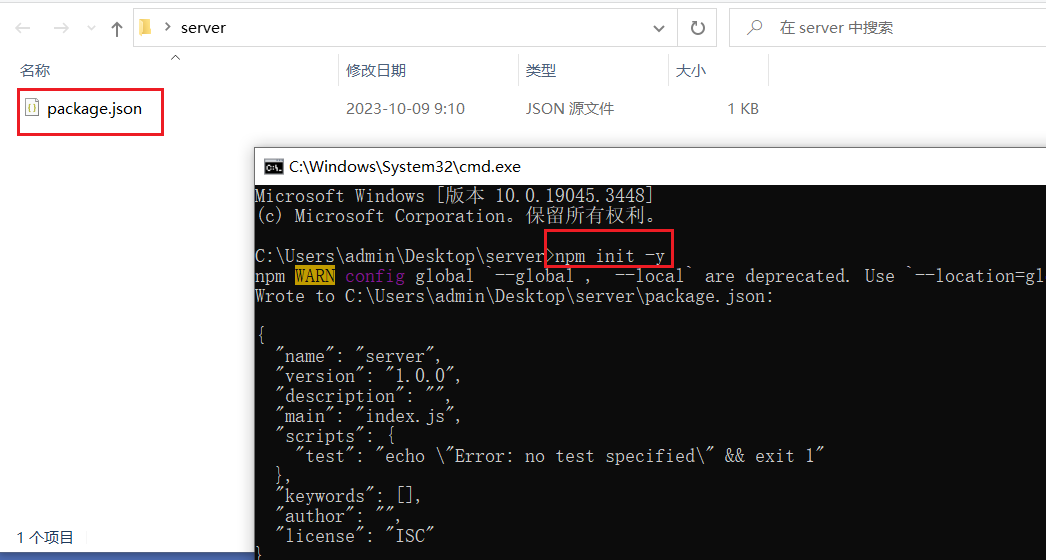 server
在 server 中搜索
名称 修改日期 类型 大小
package.json 2023-10-09 9:10 JSON 源文件 1 KB
C:\Windows\System32\cmd.exe
Microsoft Windows [版本 10.0.19045.3448]
(c) Microsoft Corporation。保留所有权利。
C:\Users\admin\Desktop\server>npm init -y
npm WARN config global `--global`, `--local` are deprecated. Use `--location=gl
Wrote to C:\Users\admin\Desktop\server\package.json:
{
"name": "server",
"version": "1.0.0",
"description": "",
"main": "index.js",
"scripts": {
"test": "echo \"Error: no test specified\" && exit 1"
},
"keywords": [],
"author": "",
"license": "ISC"
}
1 个项目